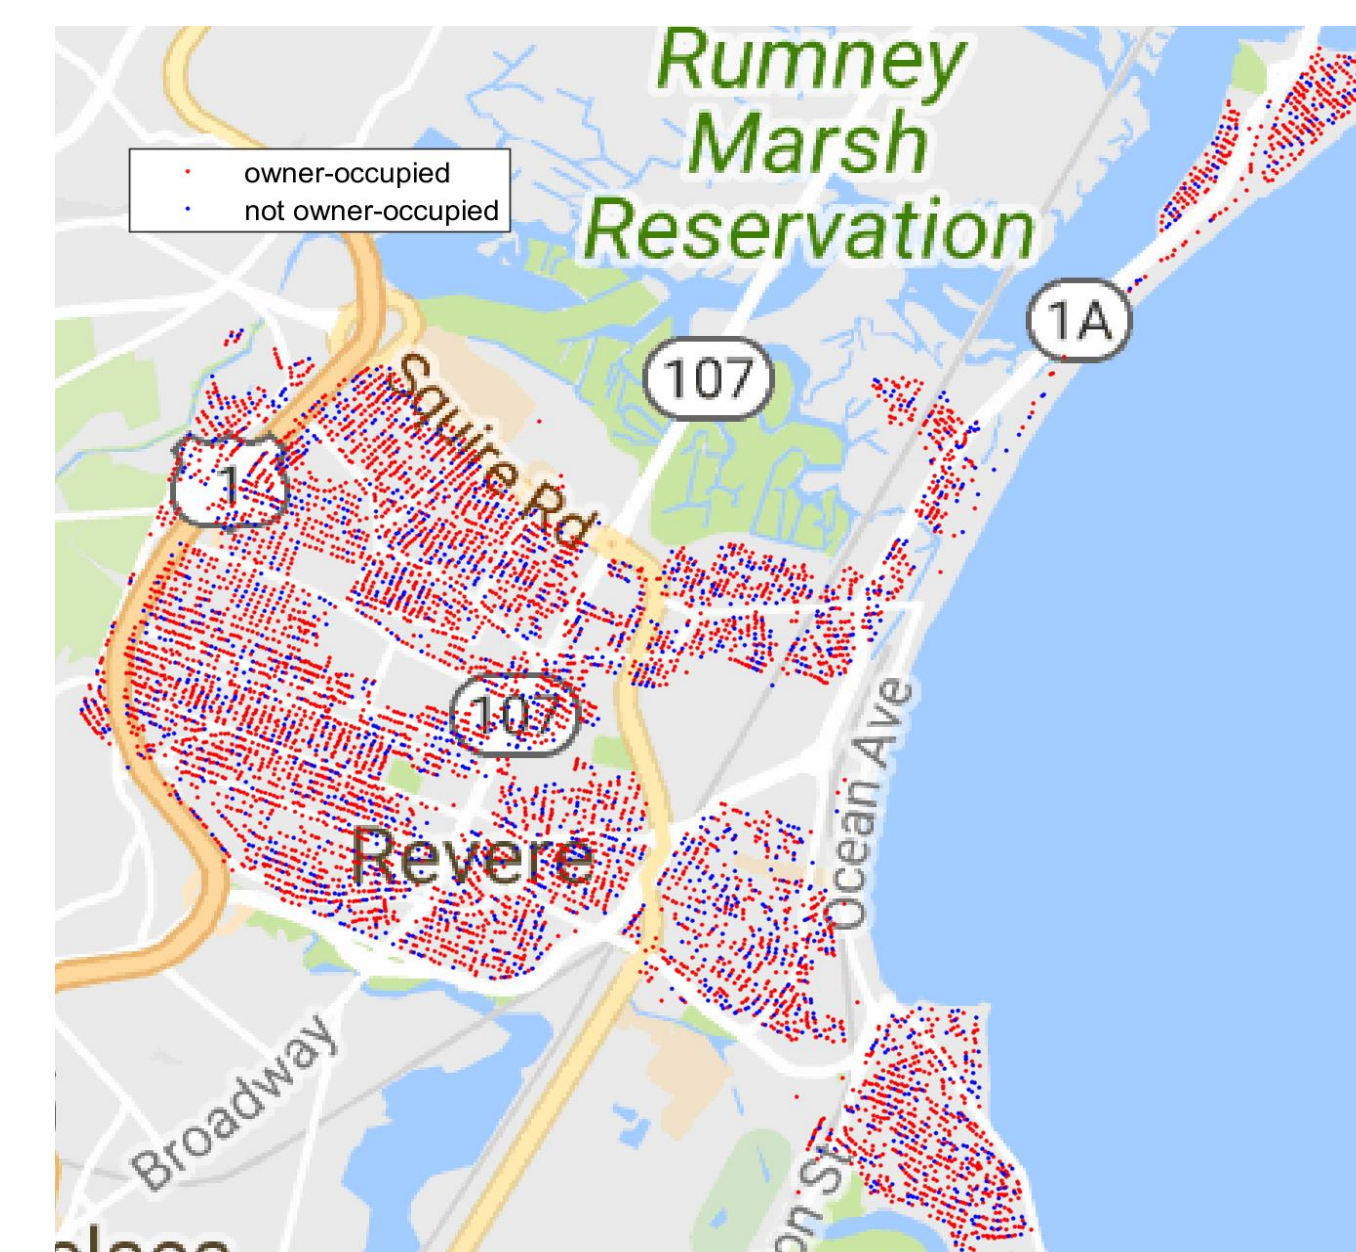 Rumney
Marsh
Reservation
owner-occupied
not owner-occupied
1A
107
Squire Rd
1
107
Ocean Ave
Revere
Broadway